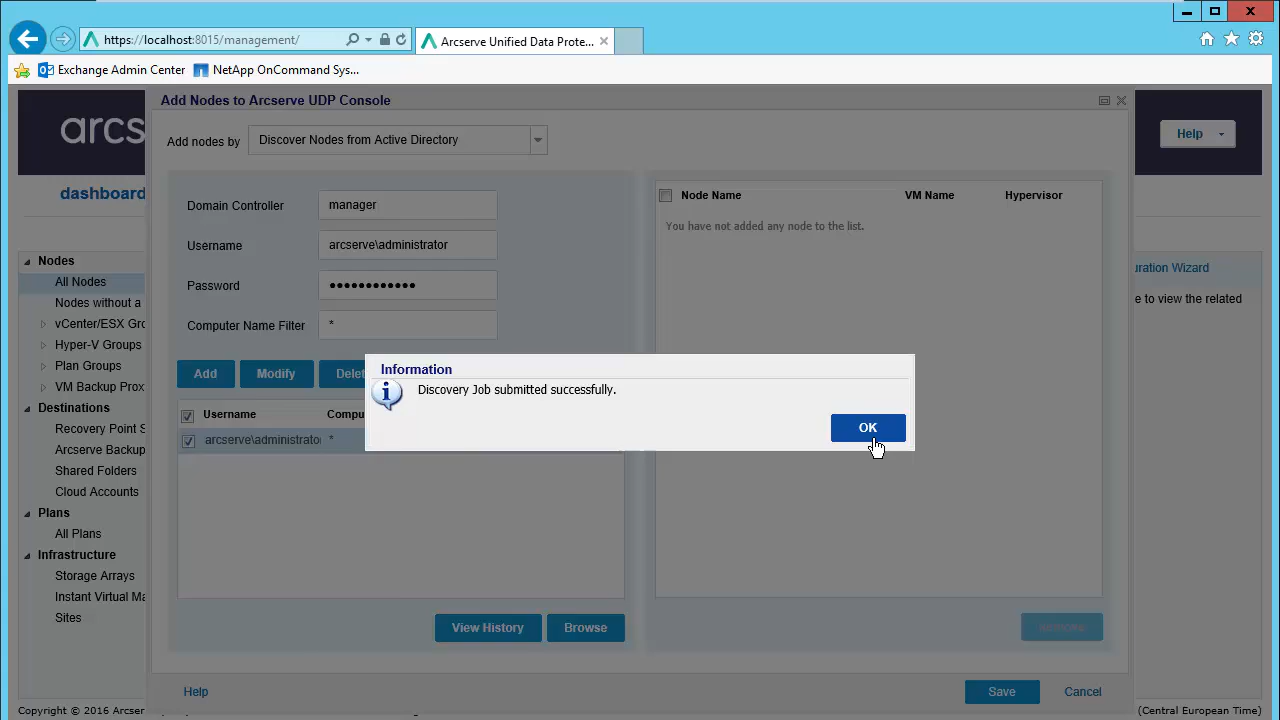 https://localhost:8015/management/
Arcserve Unified Data Prote...
Exchange Admin Center
NetApp OnCommand Sys...
arcs
Help
dashboard
Nodes
All Nodes
Nodes without a
vCenter/ESX Gro
Hyper-V Groups
Plan Groups
VM Backup Prox
Destinations
Recovery Point S
Arcserve Backup
Shared Folders
Cloud Accounts
Plans
All Plans
Infrastructure
Storage Arrays
Instant Virtual Ma
Sites
Add Nodes to Arcserve UDP Console
Add nodes by
Discover Nodes from Active Directory
Domain Controller
manager
Username
arcserve\administrator
Password
●●●●●●●●●●●●
Computer Name Filter
*
Add
Modify
Delet
Username
Compu
arcserve\administrato
*
View History
Browse
Node Name
VM Name
Hypervisor
You have not added any node to the list.
Information
Discovery Job submitted successfully.
OK
Help
Save
Cancel
uration Wizard
e to view the related
Copyright © 2016 Arcser
(Central European Time)